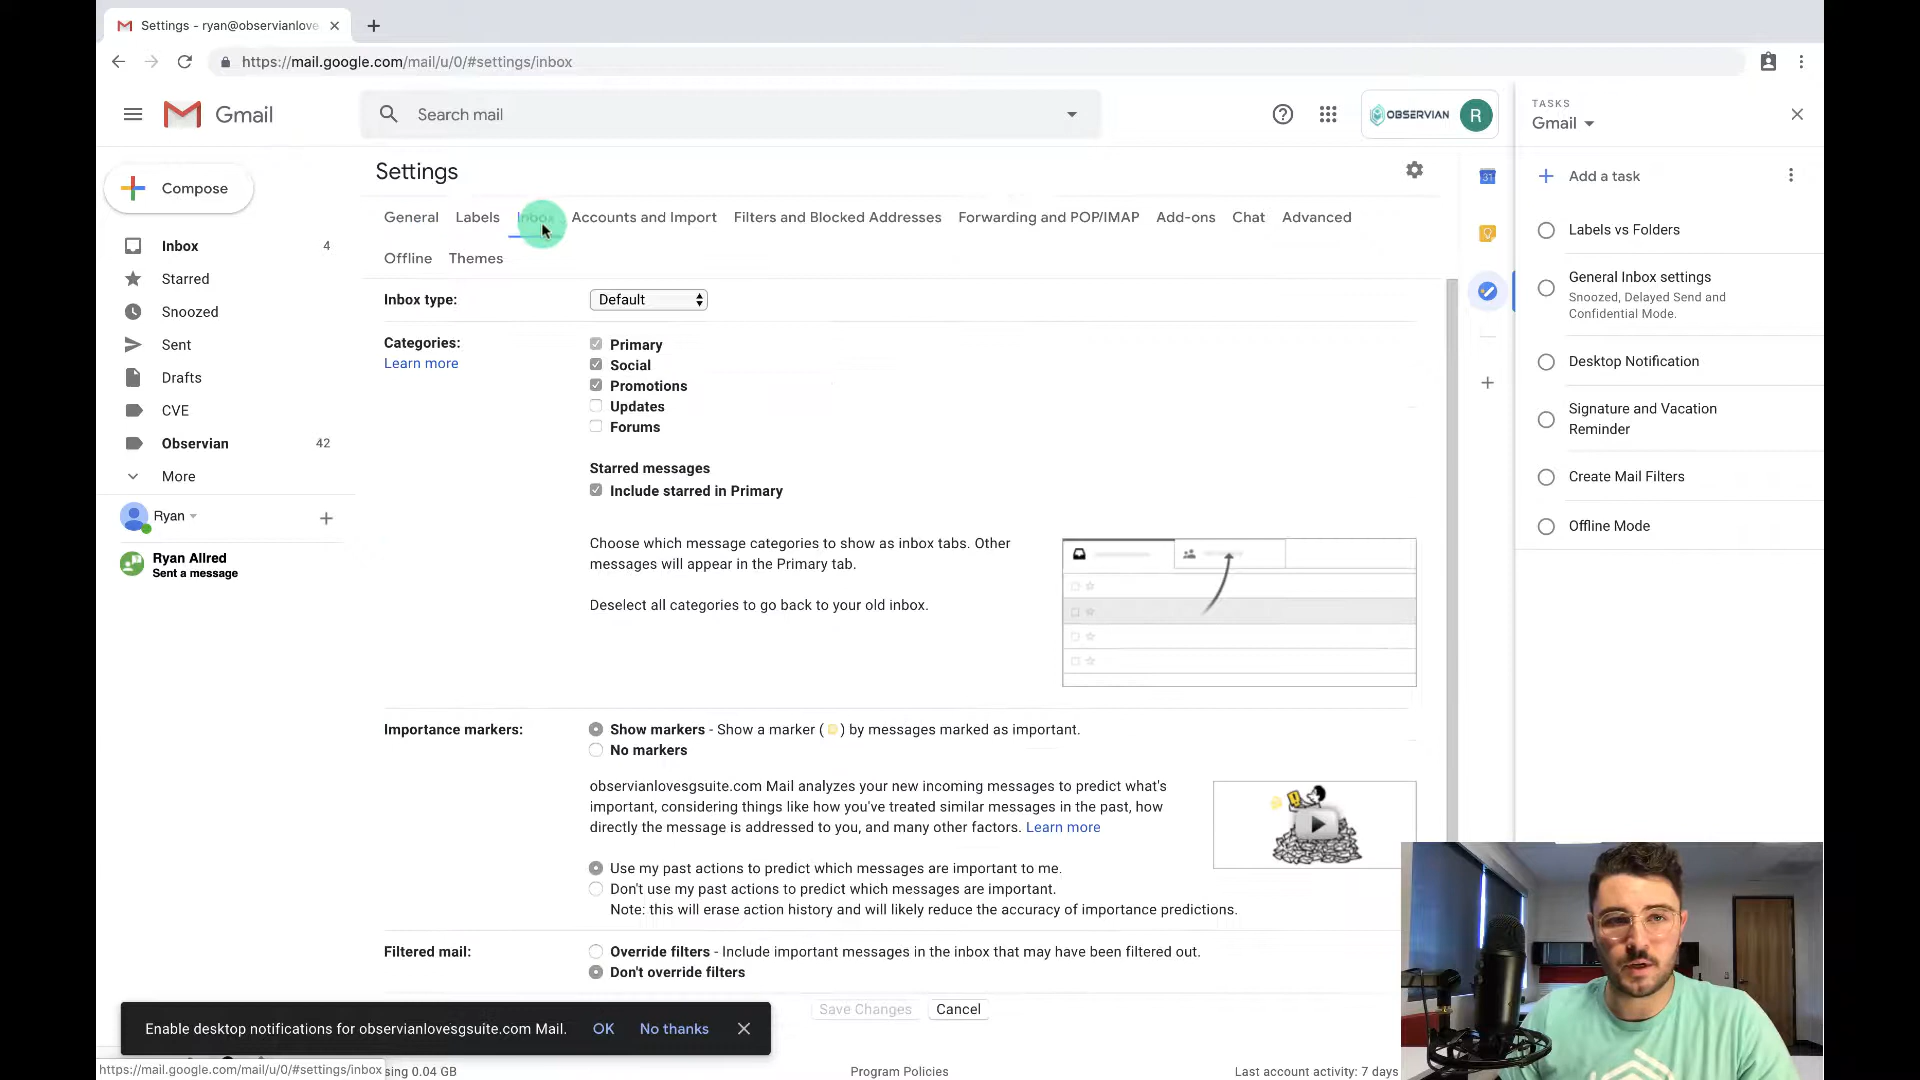 Settings - ryan@observianlove
https://mail.google.com/mail/u/0/#settings/inbox
Gmail
Search mail
OBSERVIAN
R
TASKS
Gmail
Compose
Settings
31
Add a task
General
Labels
Inbox
Accounts and Import
Filters and Blocked Addresses
Forwarding and POP/IMAP
Add-ons
Chat
Advanced
Offline
Themes
Inbox 4
Starred
Snoozed
Sent
Drafts
CVE
Observian 42
More
Ryan
Ryan Allred
Sent a message
Inbox type:
Default
Categories:
Learn more
Primary
Social
Promotions
Updates
Forums
Starred messages
Include starred in Primary
Choose which message categories to show as inbox tabs. Other
messages will appear in the Primary tab.
Deselect all categories to go back to your old inbox.
Importance markers:
Show markers - Show a marker ( ) by messages marked as important.
No markers
observianlovesgsuite.com Mail analyzes your new incoming messages to predict what's
important, considering things like how you've treated similar messages in the past, how
directly the message is addressed to you, and many other factors. Learn more
Use my past actions to predict which messages are important to me.
Don't use my past actions to predict which messages are important.
Note: this will erase action history and will likely reduce the accuracy of importance predictions.
Filtered mail:
Override filters - Include important messages in the inbox that may have been filtered out.
Don't override filters
Save Changes
Cancel
Labels vs Folders
General Inbox settings
Snoozed, Delayed Send and
Confidential Mode.
Desktop Notification
Signature and Vacation
Reminder
Create Mail Filters
Offline Mode
Enable desktop notifications for observianlovesgsuite.com Mail.
OK
No thanks
https://mail.google.com/mail/u/0/#settings/inbox
sing 0.04 GB
Program Policies
Last account activity: 7 days